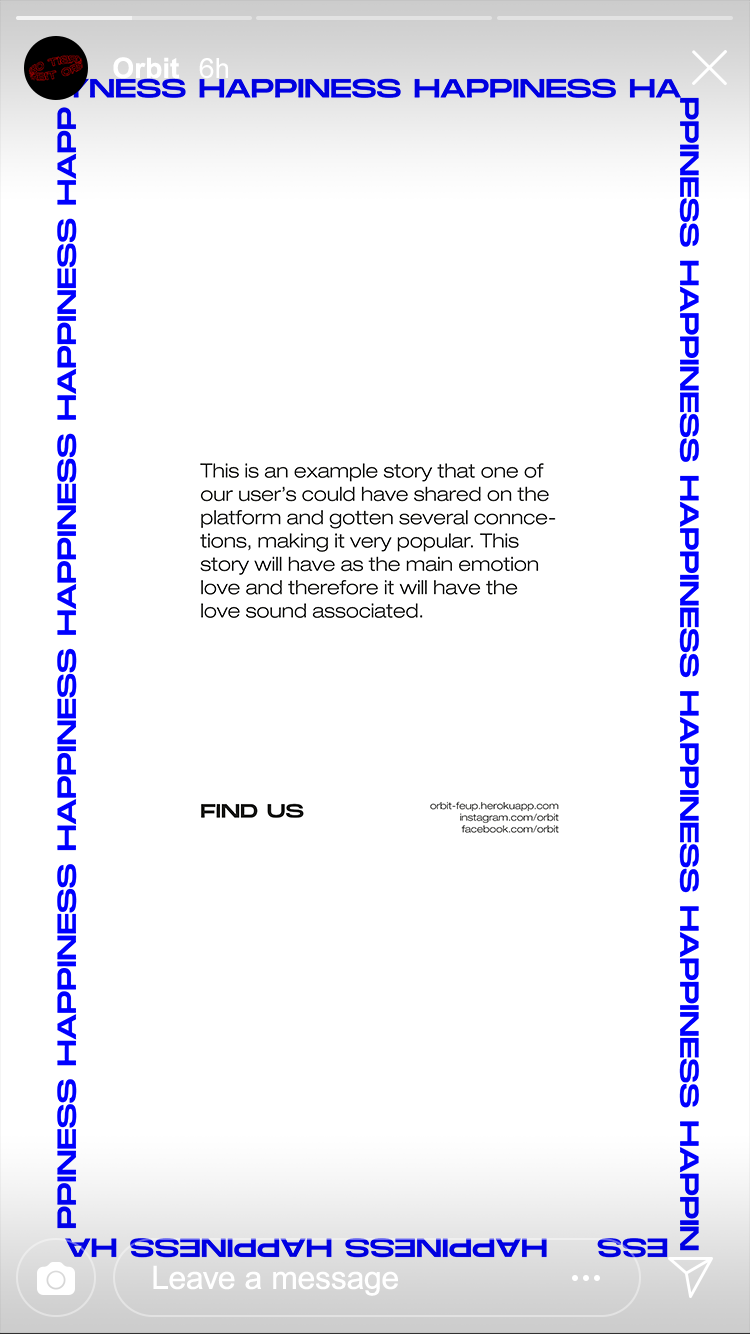 Orbit 6h
YNESS HAPPINESS HAPPINESS HA
PPINESS HAPPINESS HAPPINESS HAPPINESS HAPPINESS HAPPIN
ESS HAPPINESS HAPPINESS HA
PPINESS HAPPINESS HAPPINESS HAPPINESS HAPPINESS HAPP
This is an example story that one of
our user’s could have shared on the
platform and gotten several connce-
tions, making it very popular. This
story will have as the main emotion
love and therefore it will have the
love sound associated.
FIND US
orbit-feup.herokuapp.com
instagram.com/orbit
facebook.com/orbit
Leave a message